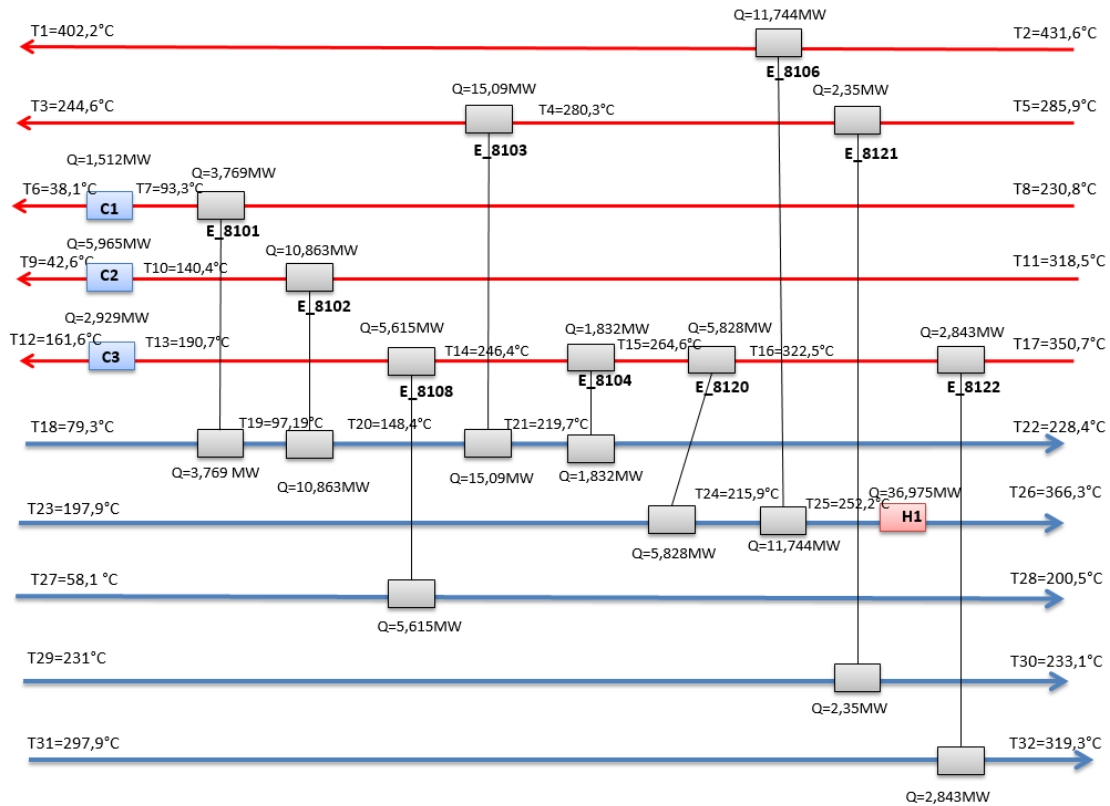 Q=11,744MW
T1=402,2°C
T2=431,6°C
E_8106
Q=15,09MW
Q=2,35MW
T3=244,6°C
T4=280,3°C
T5=285,9°C
E_8103
E_8121
Q=1,512MW
Q=3,769MW
T6=38,1°C
T7=93,3°C
T8=230,8°C
C1
E_8101
Q=5,965MW
Q=10,863MW
T9=42,6°C
T10=140,4°C
T11=318,5°C
C2
E_8102
Q=2,929MW
Q=5,615MW
Q=1,832MW
Q=5,828MW
Q=2,843MW
T12=161,6°C
T13=190,7°C
T14=246,4°C
T15=264,6°C
T16=322,5°C
T17=350,7°C
C3
E_8108
E_8104
E_8120
E_8122
T18=79,3°C
T19=97,19°C
T20=148,4°C
T21=219,7°C
T22=228,4°C
Q=3,769 MW
Q=10,863MW
Q=15,09MW
Q=1,832MW
T23=197,9°C
T24=215,9°C
T25=252,2°C
Q=36,975MW
T26=366,3°C
H1
Q=5,828MW
Q=11,744MW
T27=58,1 °C
T28=200,5°C
Q=5,615MW
T29=231°C
T30=233,1°C
Q=2,35MW
T31=297,9°C
T32=319,3°C
Q=2,843MW